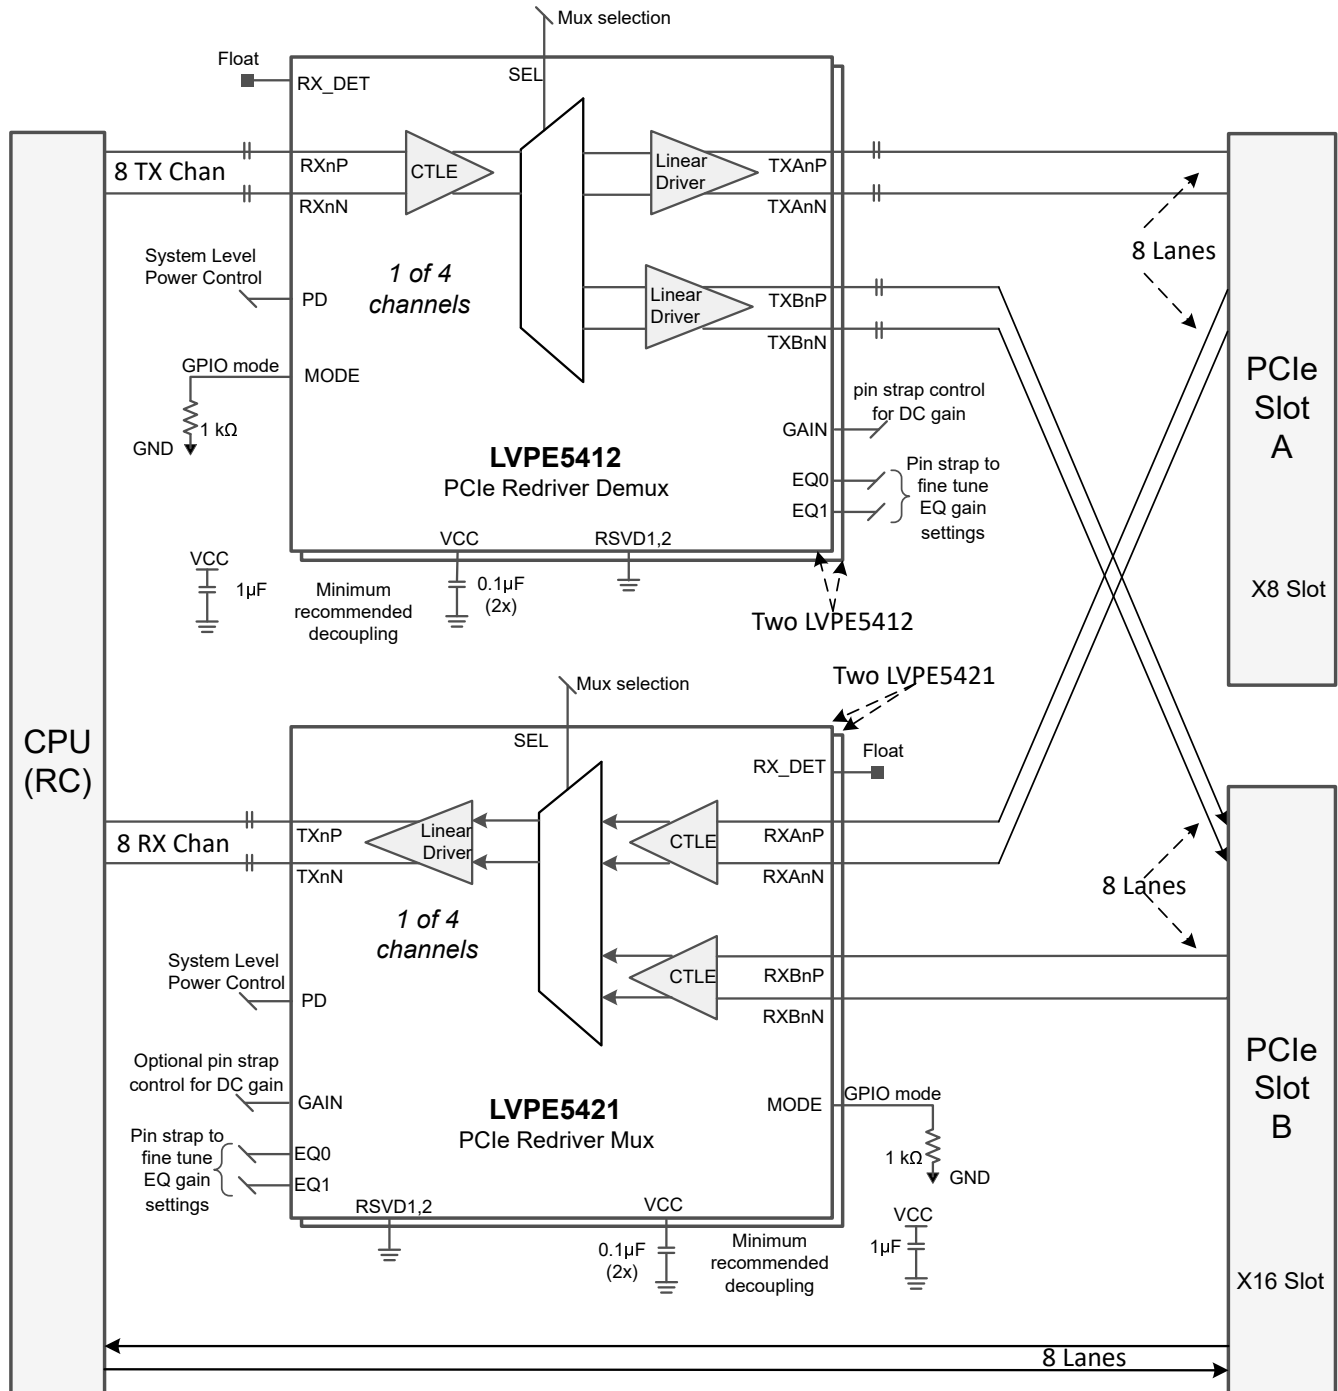 Mux selection
Float
SEL
RX_DET
8 TX Chan
RXnP
RXnN
CTLE
Linear
Driver
TXAnP
TXAnN
System Level
Power Control
PD
1 of 4
channels
Linear
Driver
TXBnP
TXBnN
8 Lanes
GPIO mode
MODE
1 kΩ
GND
pin strap control
for DC gain
GAIN
LVPE5412
PCIe Redriver Demux
EQ0
EQ1
Pin strap to
fine tune
EQ gain
settings
VCC
RSVD1,2
VCC
1µF
Minimum
recommended
decoupling
0.1µF
(2x)
Two LVPE5412
PCIe
Slot
A
X8 Slot
CPU
(RC)
Mux selection
Two LVPE5421
SEL
Float
RX_DET
8 RX Chan
TXnP
TXnN
Linear
Driver
CTLE
RXAnP
RXAnN
1 of 4
channels
CTLE
RXBnP
RXBnN
8 Lanes
System Level
Power Control
PD
Optional pin strap
control for DC gain
GAIN
LVPE5421
PCIe Redriver Mux
MODE
GPIO mode
1 kΩ
GND
Pin strap to
fine tune
EQ gain
settings
EQ0
EQ1
RSVD1,2
VCC
0.1µF
(2x)
Minimum
recommended
decoupling
VCC
1µF
PCIe
Slot
B
X16 Slot
8 Lanes